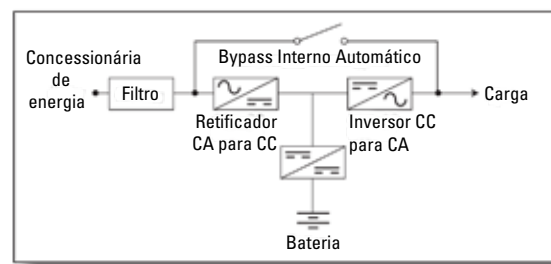 Bypass Interno Automático
Concessionária
de
energia
Filtro
Carga
Retificador
CA para CC
Inversor CC
para CA
Bateria